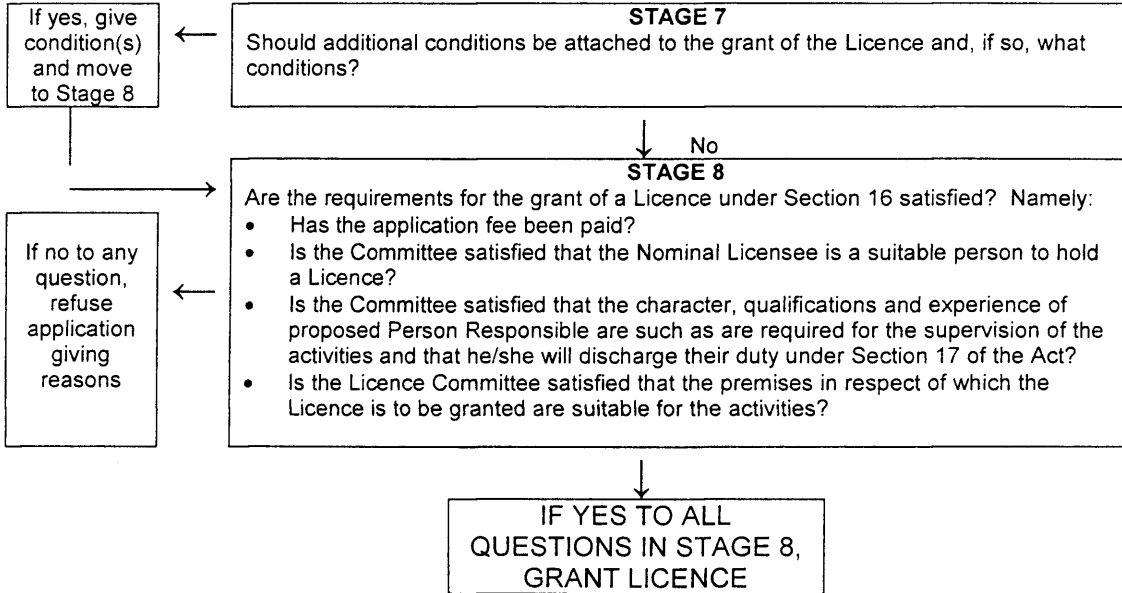 If yes, give
condition(s)
and move
to Stage 8
STAGE 7
Should additional conditions be attached to the grant of the Licence and, if so, what
conditions?
No
STAGE 8
Are the requirements for the grant of a Licence under Section 16 satisfied? Namely:
• Has the application fee been paid?
• Is the Committee satisfied that the Nominal Licensee is a suitable person to hold
a Licence?
• Is the Committee satisfied that the character, qualifications and experience of
proposed Person Responsible are such as are required for the supervision of the
activities and that he/she will discharge their duty under Section 17 of the Act?
• Is the Licence Committee satisfied that the premises in respect of which the
Licence is to be granted are suitable for the activities?
If no to any
question,
refuse
application
giving
reasons
IF YES TO ALL
QUESTIONS IN STAGE 8,
GRANT LICENCE